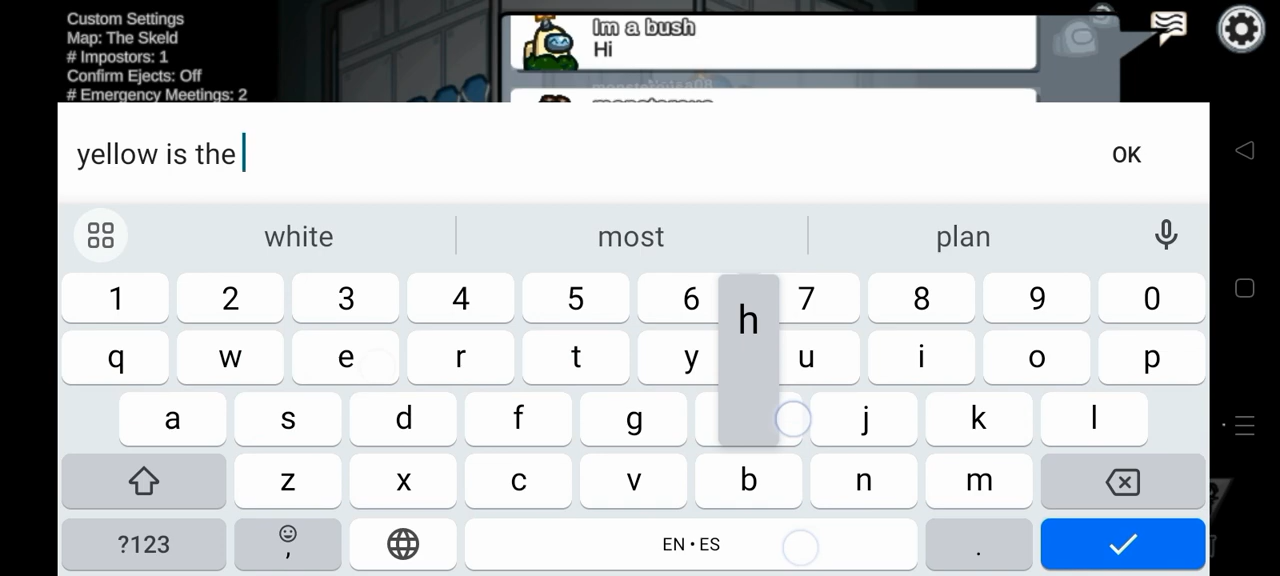 Custom Settings
Map: The Skeld
# Impostors: 1
Confirm Ejects: Off
# Emergency Meetings: 2
Im a bush
Hi
yellow is the
OK
white most plan
1 2 3 4 5 6 7 8 9 0
h
q w e r t y u i o p
a s d f g j k l
z x c v b n m
?123 , EN • ES .